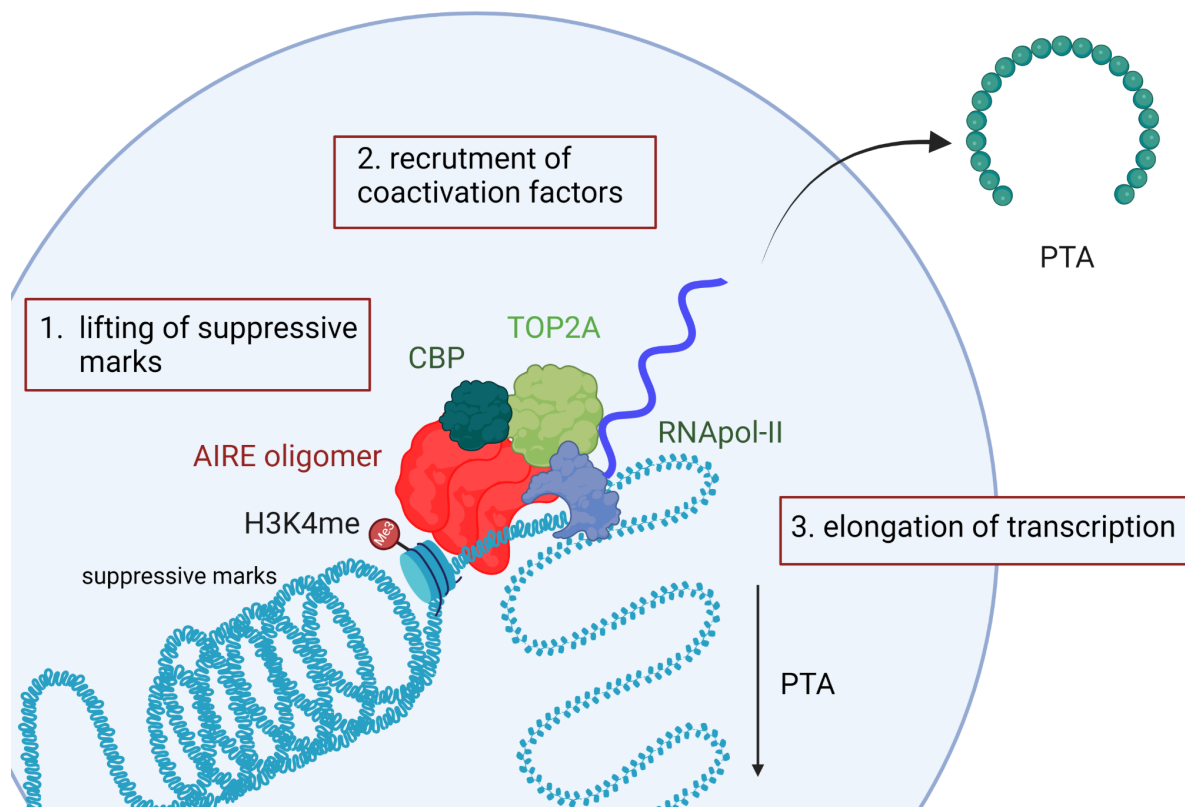 2. recrutment of
coactivation factors
PTA
1. lifting of suppressive
marks
TOP2A
CBP
RNApol-II
AIRE oligomer
H3K4me
Me3
3. elongation of transcription
suppressive marks
PTA